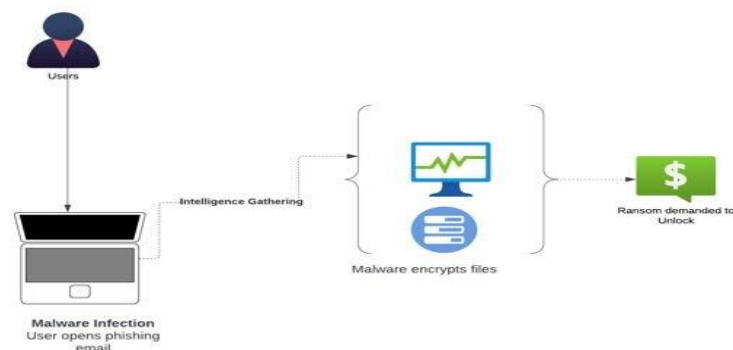 Users
Intelligence Gathering
$
Malware encrypts files
Ransom demanded to
Unlock
Malware Infection
User opens phishing
email